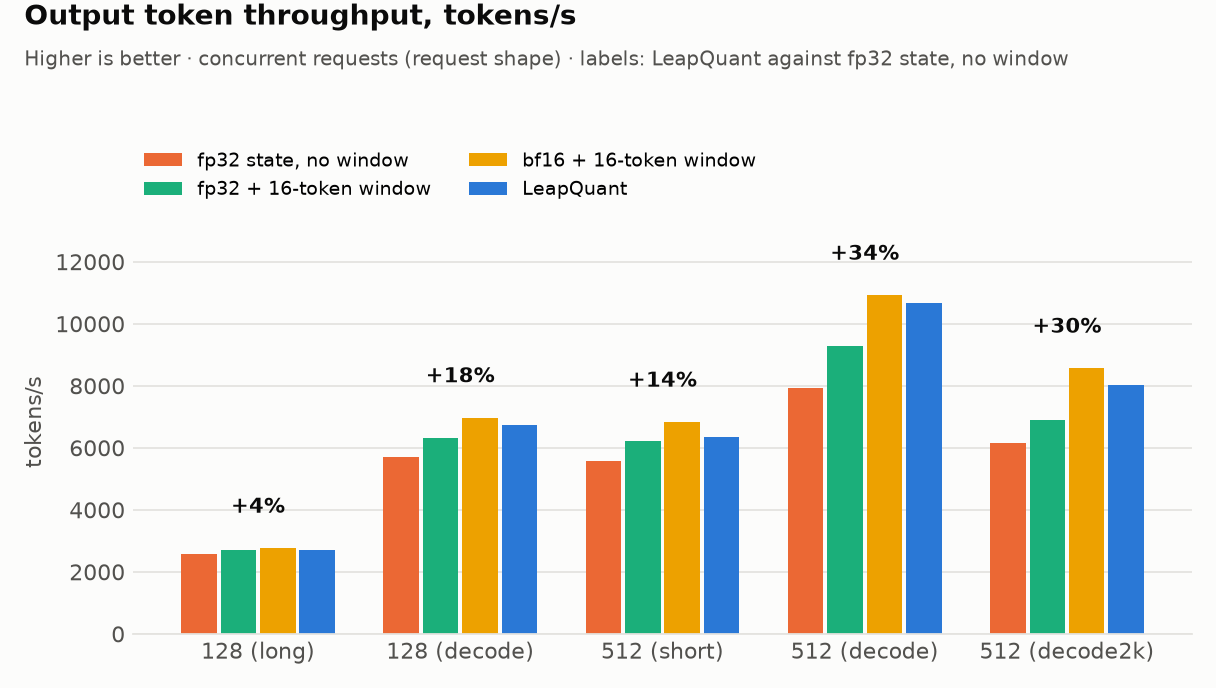 Output token throughput, tokens/s
Higher is better · concurrent requests (request shape) · labels: LeapQuant against fp32 state, no window
fp32 state, no window
bf16 + 16-token window
fp32 + 16-token window
LeapQuant
+34%
12000
+30%
10000
+18%
+14%
8000
tokens/s
6000
+4%
4000
2000
0
128 (long)
128 (decode)
512 (short)
512 (decode)
512 (decode2k)